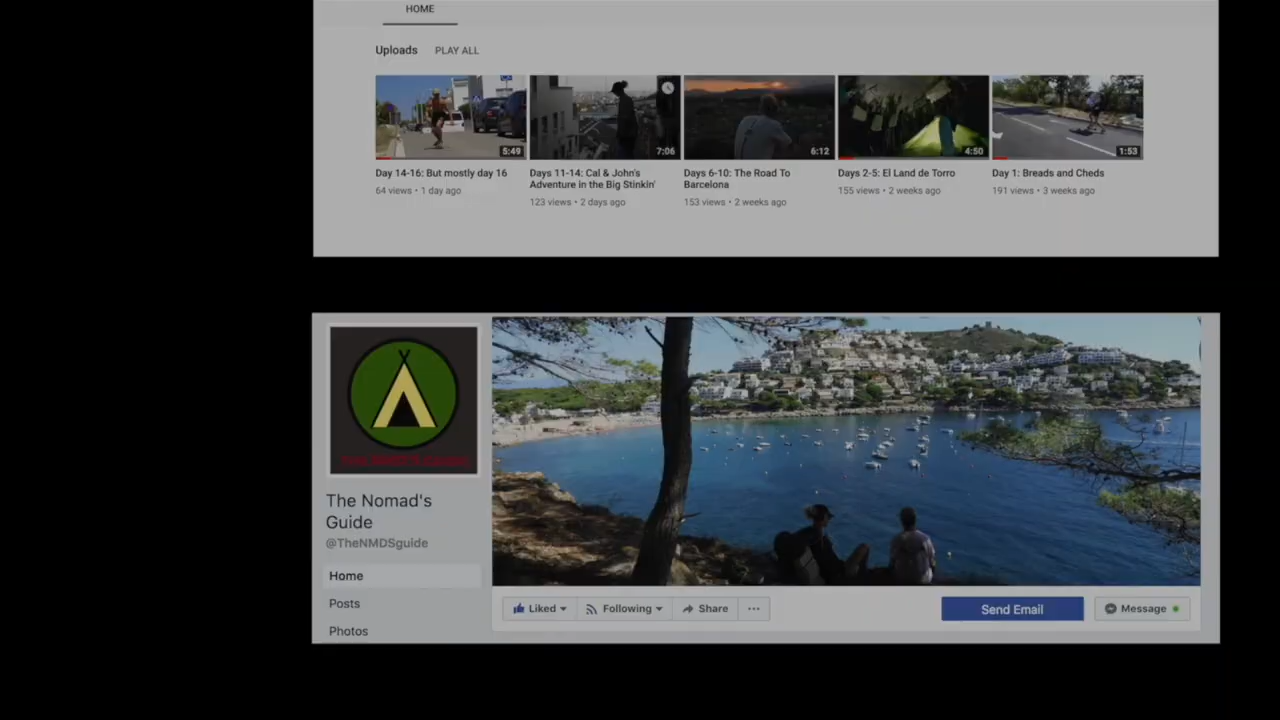 HOME
Uploads PLAY ALL
5:49 7:06 6:12 4:50 1:53
Day 14-16: But mostly day 16
64 views • 1 day ago
Days 11-14: Cal & John's
Adventure in the Big Stinkin'
123 views • 2 days ago
Days 6-10: The Road To
Barcelona
153 views • 2 weeks ago
Days 2-5: El Land de Torro
155 views • 2 weeks ago
Day 1: Breads and Cheds
191 views • 3 weeks ago
The Nomad's
Guide
@TheNMDSguide
Home
Posts
Photos
Liked Following Share ... Send Email Message